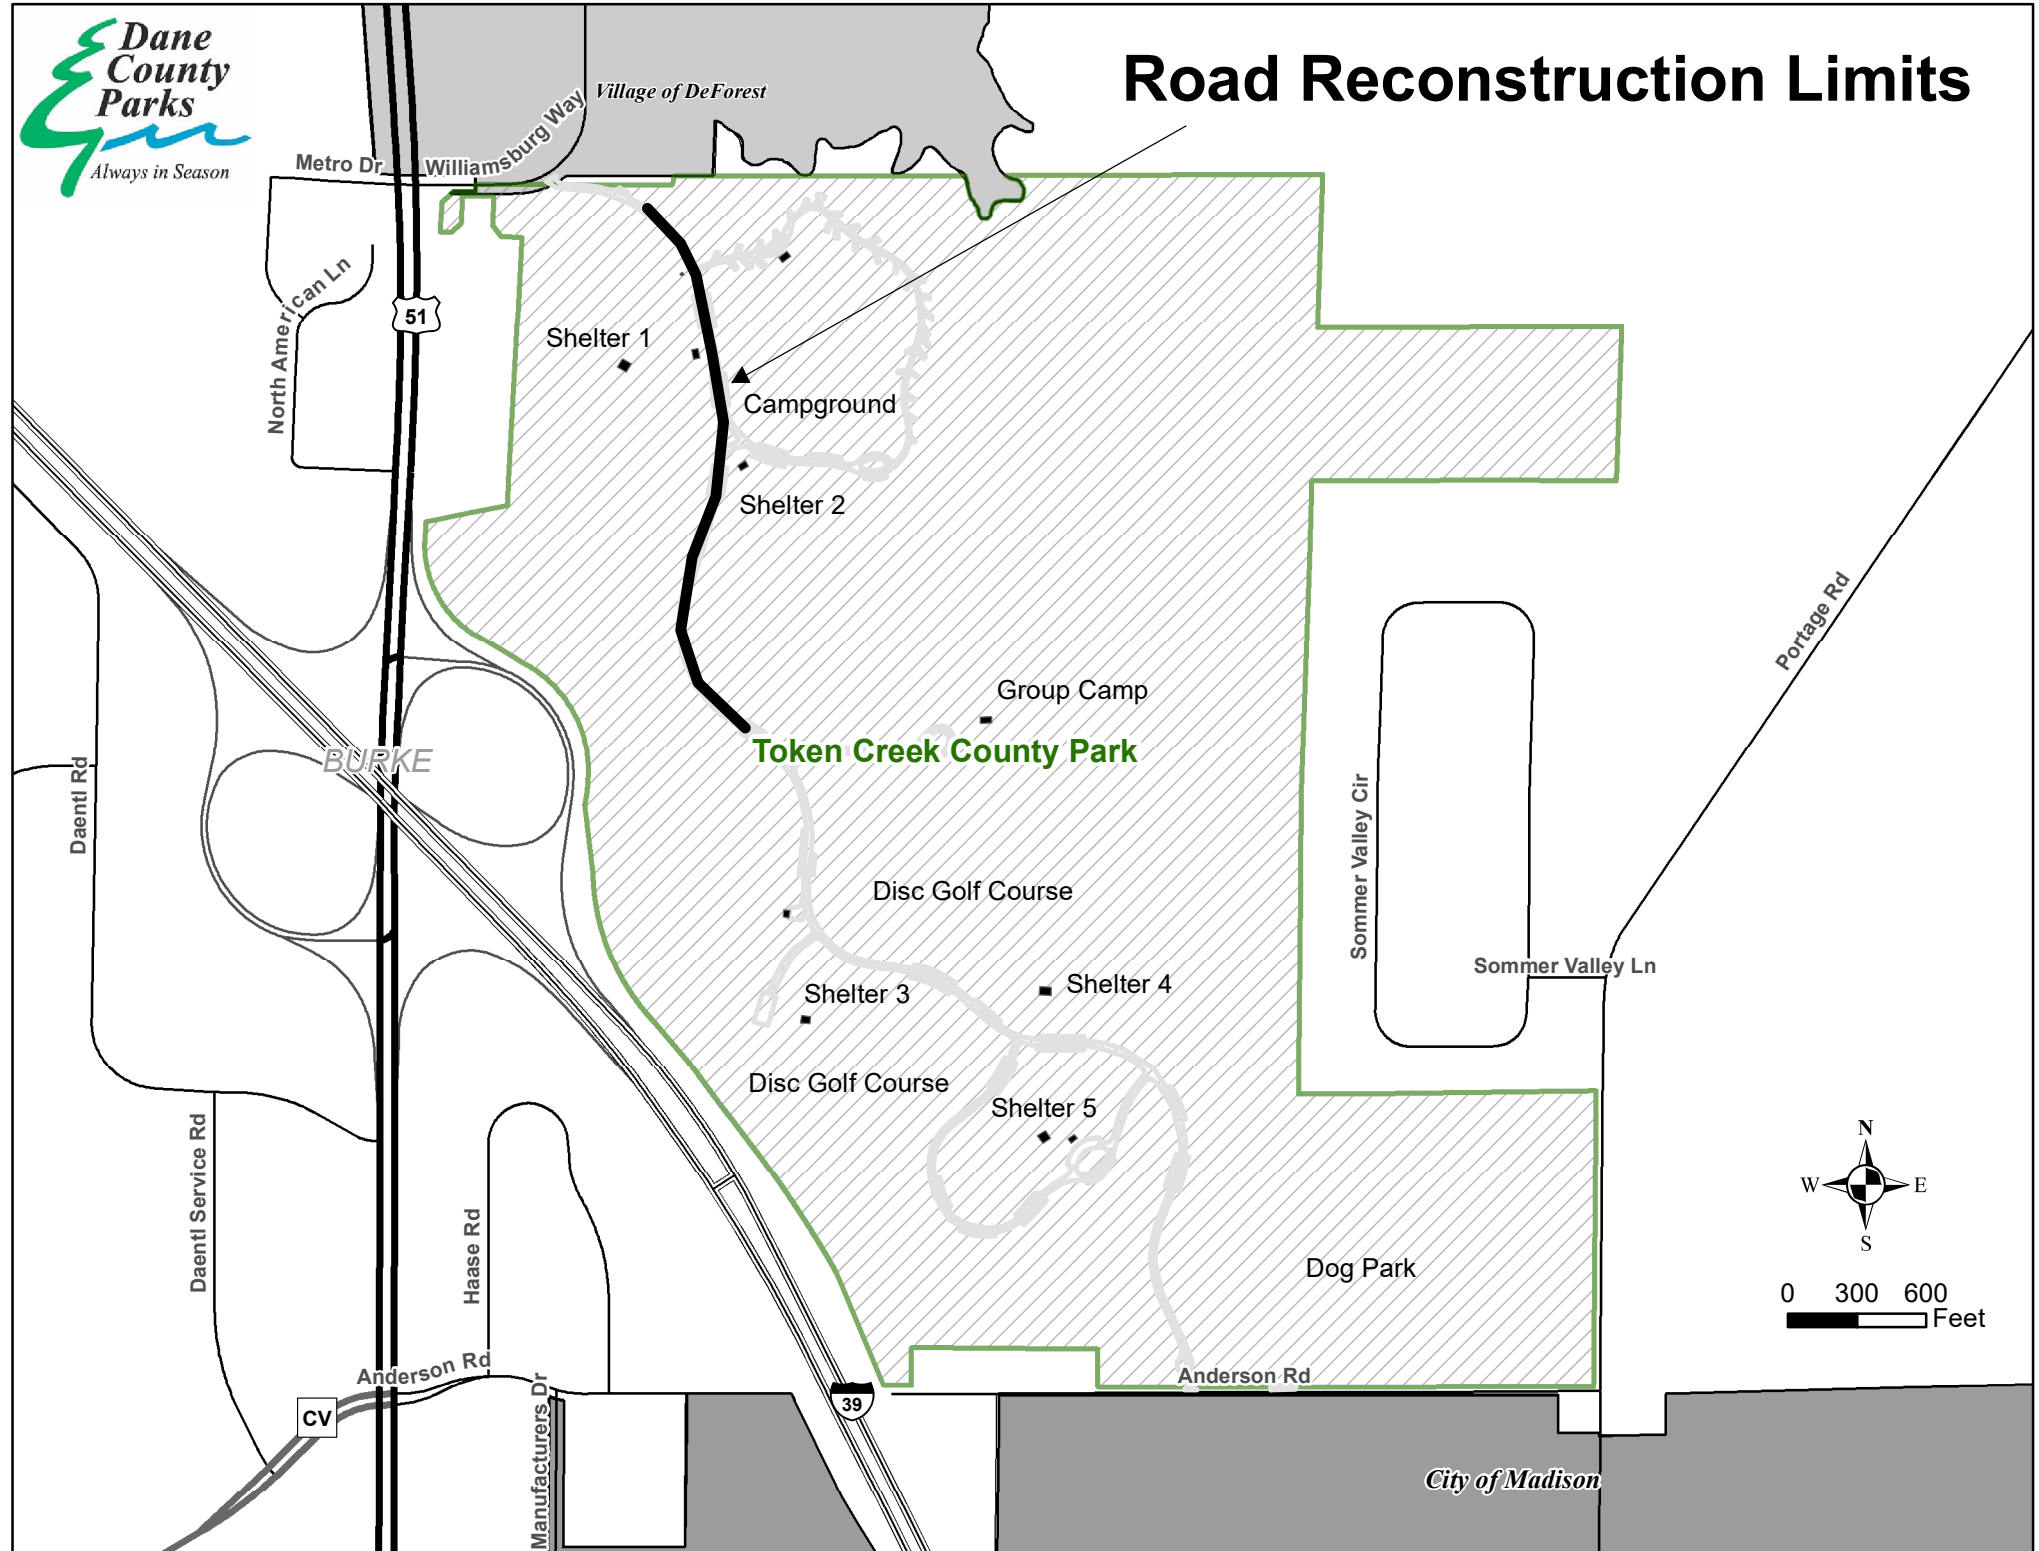 Dane
County
Parks
Always in Season
Road Reconstruction Limits
Village of DeForest
Williamsburg Way
Metro Dr
North American Ln
51
Shelter 1
Campground
Shelter 2
Portage Rd
Group Camp
Token Creek County Park
BURKE
Daentl Rd
Sommer Valley Cir
Disc Golf Course
Sommer Valley Ln
Shelter 4
Shelter 3
Disc Golf Course
Shelter 5
Daentl Service Rd
Haase Rd
N
W E
S
Dog Park
0 300 600
Feet
Anderson Rd
Anderson Rd
Manufacturers Dr
39
CV
City of Madison